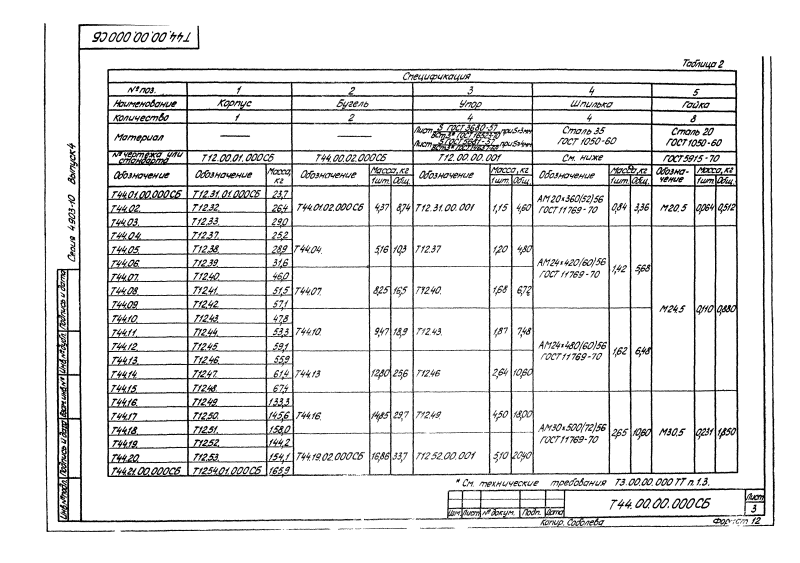 Т44.00.00.000 СБ
Таблица 2
Спецификация
№ поз. 1 2 3 4 5
Наименование Корпус Бугель Упор Шпилька Гайка
Количество 1 2 4 4 8
Материал — — Лист 5 ГОСТ 3680-57 при S≤3мм Сталь 35 ГОСТ 1050-60 Сталь 20 ГОСТ 1050-60
№ чертежа или стандарта Т12.00.01.000СБ Т44.00.02.000СБ Т12.00.00.001 См. ниже ГОСТ 5915-70
Обозначение Обозначение Масса, кг Обозначение Масса, кг 1шт. Общ. Обозначение Масса, кг 1шт. Общ. Обозначение Масса, кг 1шт. Общ. Обозначение Масса, кг 1шт. Общ.
Т44.01.00.000СБ Т12.31.01.000СБ 23,7
Т44.02. Т12.32. 26,4 Т44.01.02.000СБ 4,37 8,74 Т12.31.00.001 1,15 4,60 АМ20×360(52)56 ГОСТ 11769-70 0,84 3,36 М20.5 0,064 0,512
Т44.03. Т12.33. 29,0
Т44.04. Т12.37. 25,2
Т44.05. Т12.38. 28,9 Т44.04. 5,16 10,3 Т12.37 1,20 4,80
Т44.06. Т12.39 31,6 АМ24×420(60)56 ГОСТ 11769-70 1,42 5,68
Т44.07. Т12.40. 46,0
Т44.08. Т12.41. 51,5 Т44.07. 8,25 16,5 Т12.40. 1,68 6,72
Т44.09. Т12.42. 57,1 М24.5 0,110 0,880
Т44.10. Т12.43. 47,8
Т44.11. Т12.44. 53,3 Т44.10. 9,47 18,9 Т12.43. 1,87 7,48
Т44.12. Т12.45 59,1 АМ24×480(60)56 ГОСТ 11769-70 1,62 6,48
Т44.13. Т12.46. 55,9
Т44.14. Т12.47. 61,4 Т44.13 12,80 25,6 Т12.46 2,64 10,60
Т44.15. Т12.48. 67,4
Т44.16. Т12.49. 133,3
Т44.17 Т12.50. 145,6 Т44.16. 14,85 29,7 Т12.49. 4,50 18,00
Т44.18. Т12.51. 158,0 АМ30×500(72)56 ГОСТ 11769-70 2,65 10,60 М30.5 0,231 1,850
Т44.19. Т12.52. 144,2
Т44.20. Т12.53. 154,1 Т44.19.02.000СБ 16,86 33,7 Т12.52.00.001 5,10 20,40
Т44.21.00.000СБ Т12.54.01.000СБ 165,9
* См. технические требования Т3.00.00.000 ТТ п.1.3.
Изм. Лист № докум. Подп. Дата
Т44.00.00.000 СБ
Лист 3
Копир. Соболева Формат 12
Серия 4.903-10 Выпуск 4
Инв.№подл. Подпись и дата Взам.инв.№ Инв.№дубл. Подпись и дата